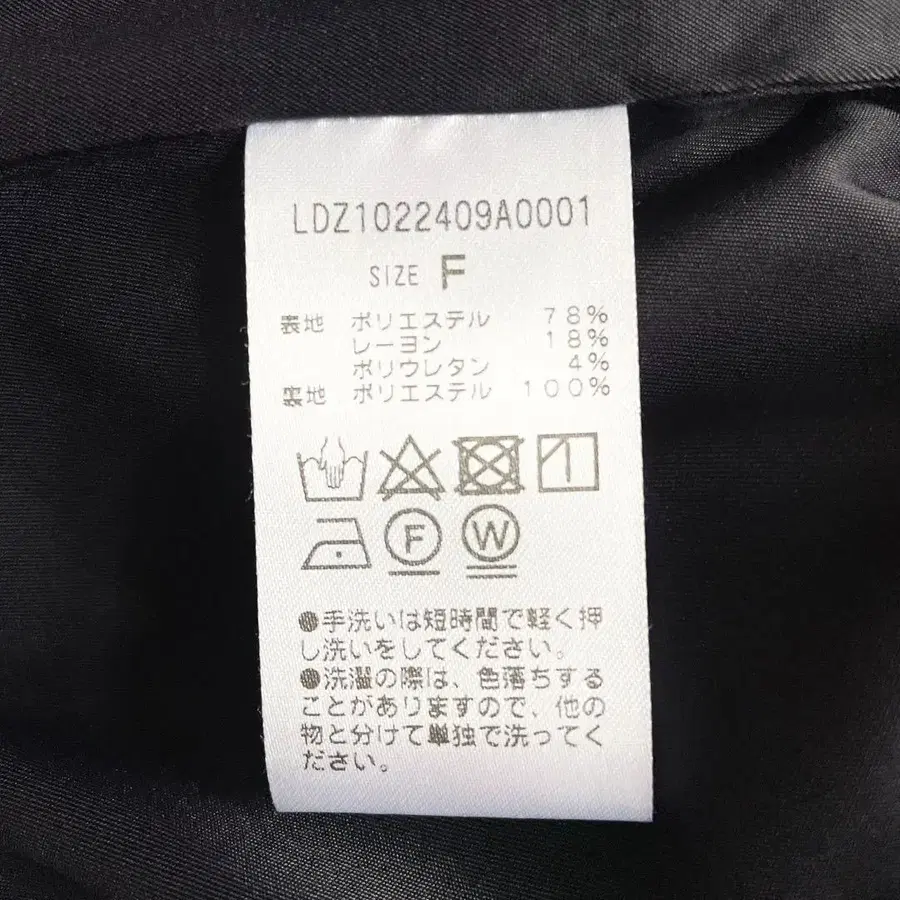 LDZ1022409A0001
SIZE F
表地 ポリエステル 78%
レーヨン 18%
ポリウレタン 4%
裏地 ポリエステル 100%
F W
●手洗いは短時間で軽く押
し洗いをしてください。
●洗濯の際は、色落ちする
ことがありますので、他の
物と分けて単独で洗ってく
ださい。